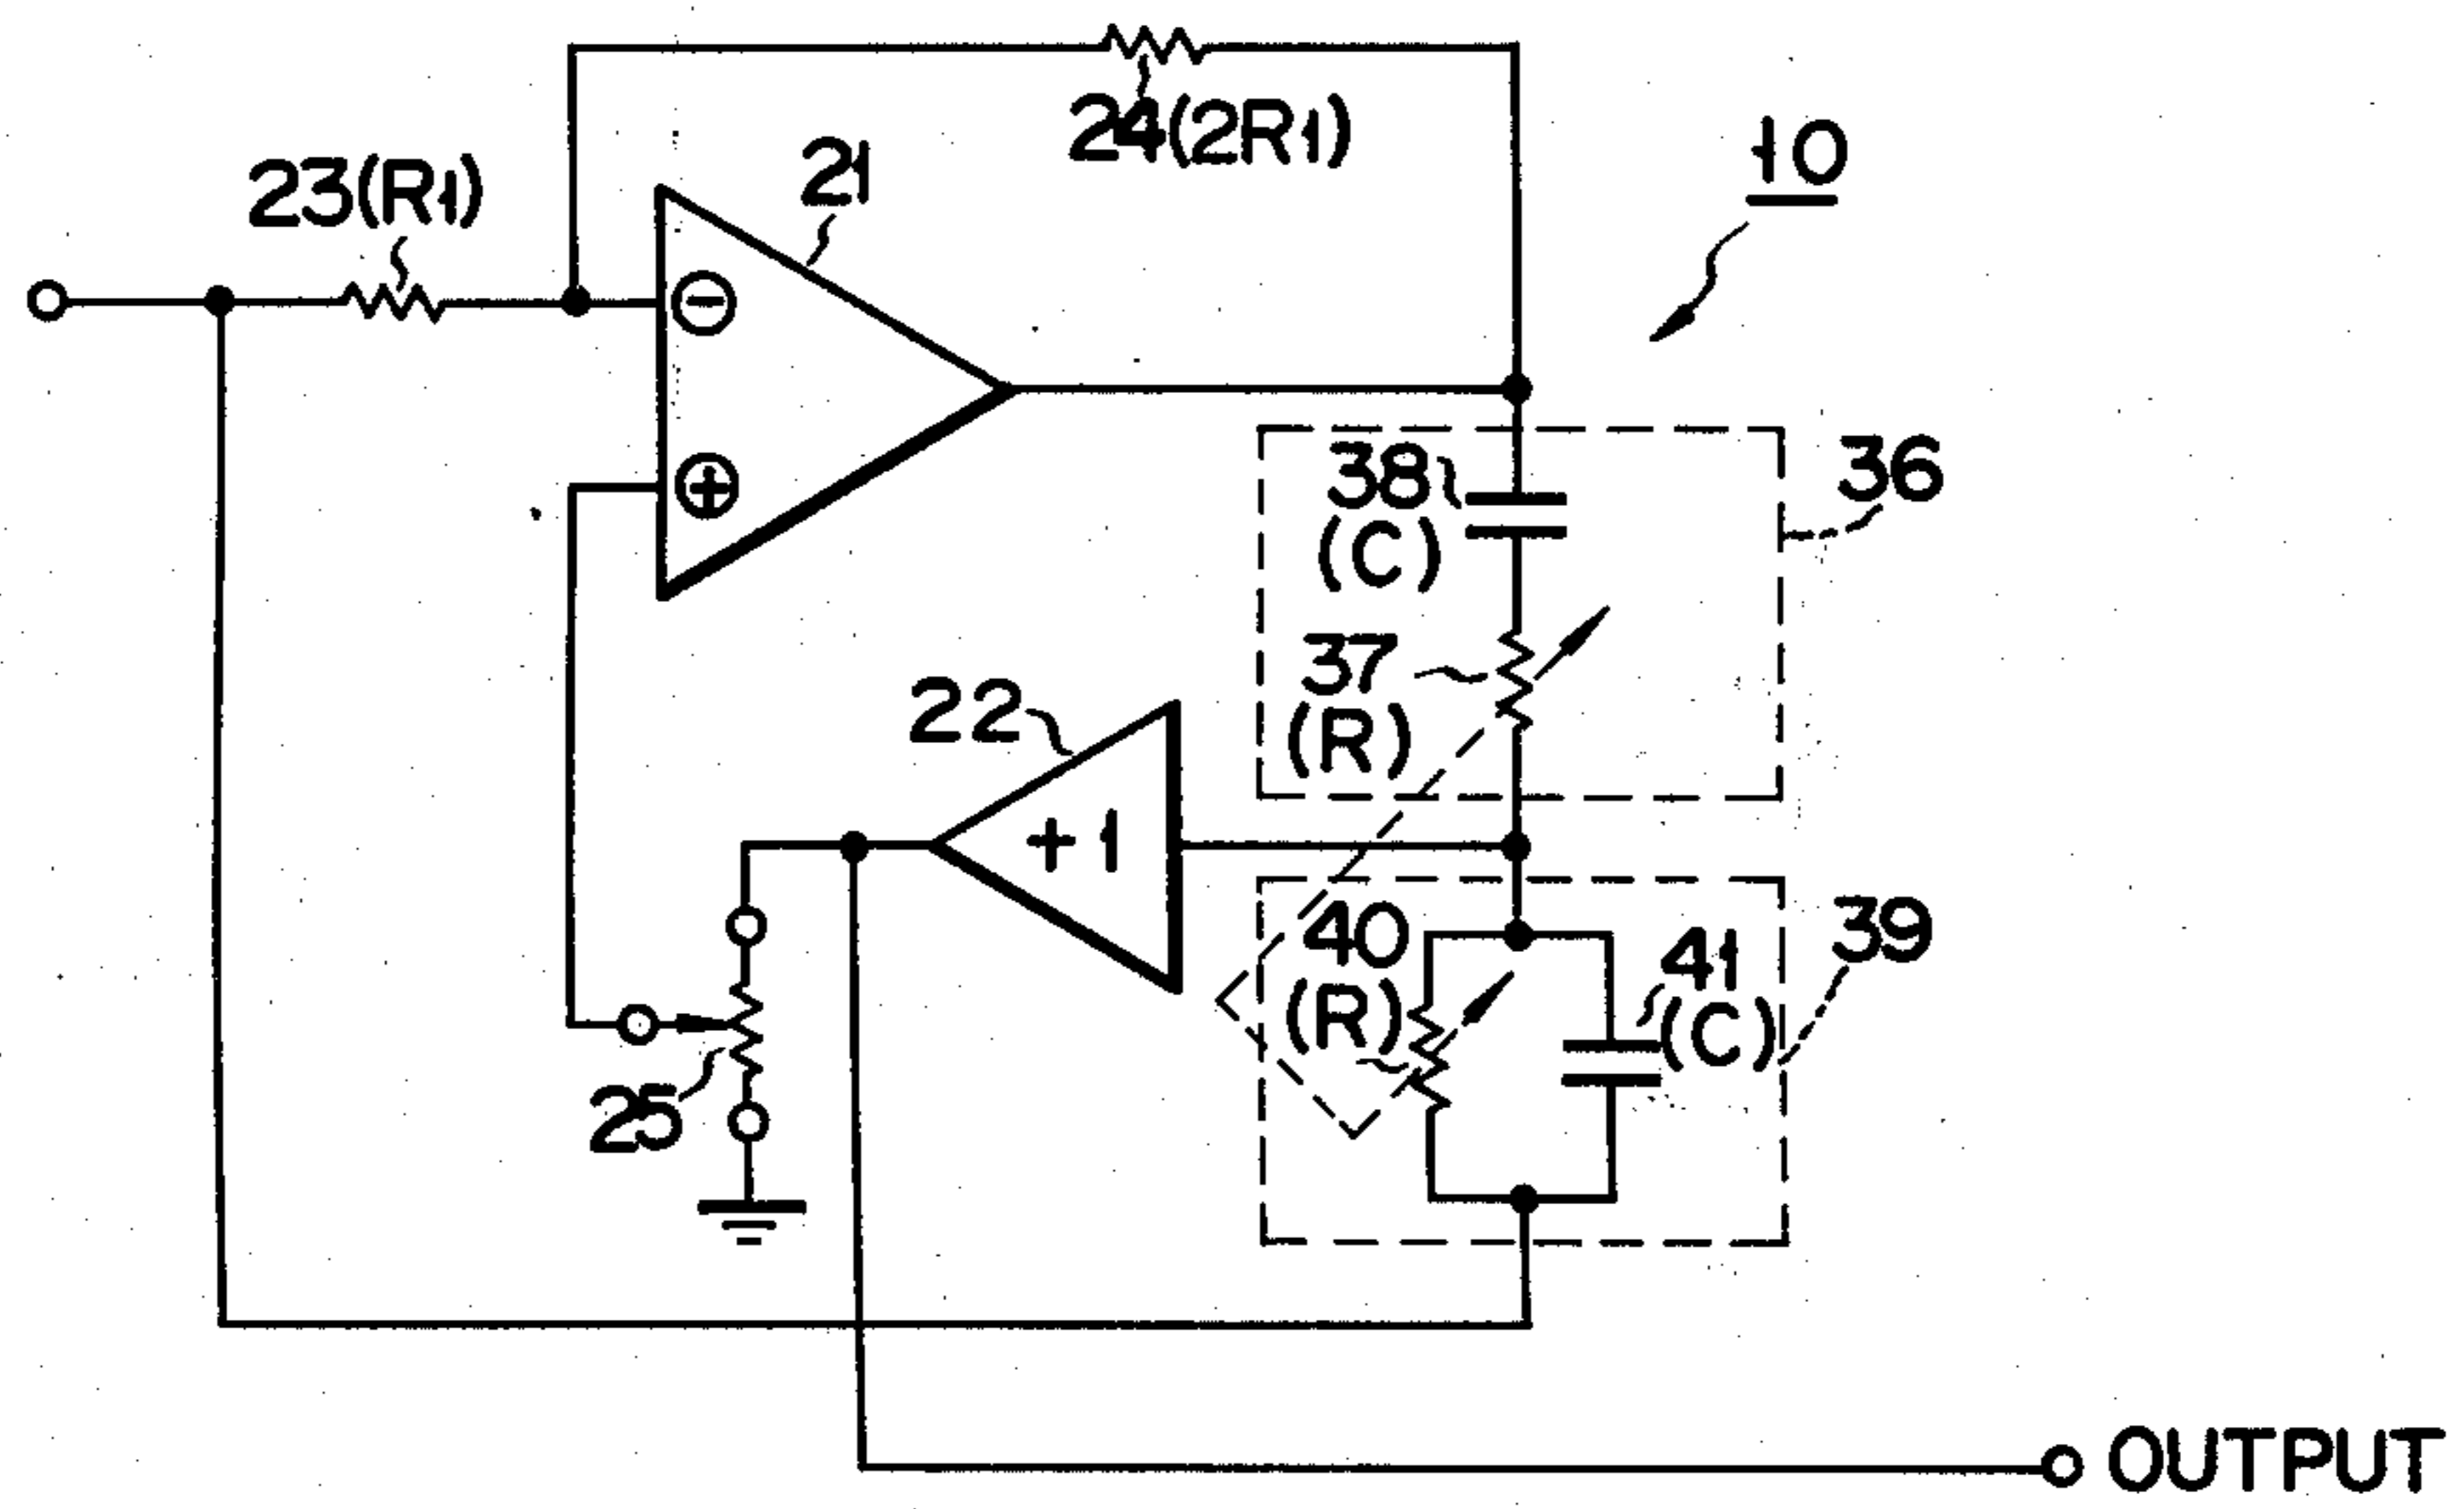 24(2R1)
10
21
23(R1)
⊖
36
38
(C)
⊕
37
(R)
22
+1
39
40
41
(R)
(C)
25
OUTPUT